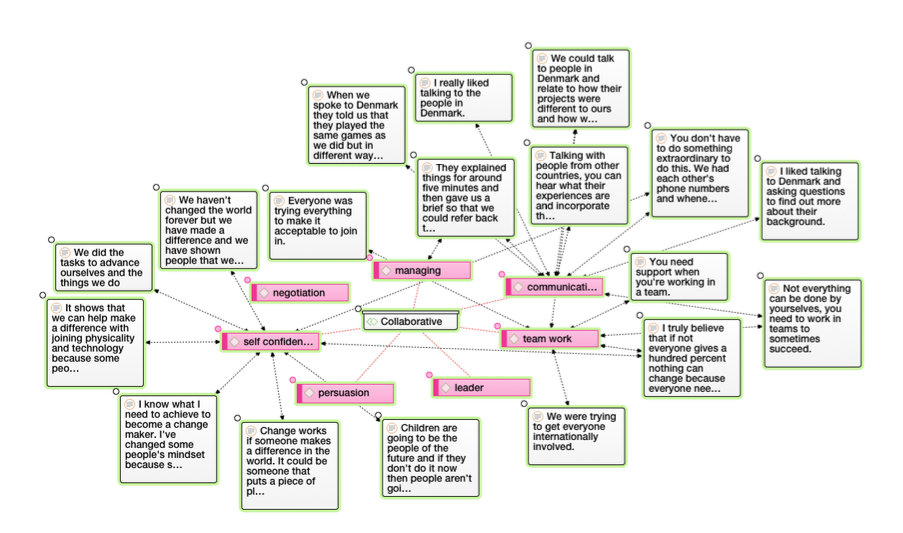 We could talk
to people in
Denmark and
relate to how their
projects were
different to ours
and how w...
I really liked
talking to the
people in
Denmark.
When we
spoke to Denmark
they told us that
they played the
same games as
we did but in
different way...
You don't have
to do something
extraordinary to
do this. We had
each other's
phone numbers
and whene...
Talking with
people from other
countries, you can
hear what their
experiences are
and incorporate
th...
They explained
things for around
five minutes and
then gave us a
brief so that we
could refer back
t...
I liked talking
to Denmark and
asking questions
to find out more
about their
background.
We haven't
changed the world
forever but we
have made a
difference and we
have shown
people that we...
Everyone was
trying everything
to make it
acceptable to join
in.
We did the
tasks to advance
ourselves and the
things we do
managing
You need
support when
you're working in
a team.
negotiation
communicati...
Not everything
can be done by
yourselves, you
need to work in
teams to
sometimes
succeed.
It shows that
we can help make
a difference with
joining physicality
and technology
because some
peo...
Collaborative
self confiden...
team work
I truly believe
that if not
everyone gives a
hundred percent
nothing can
change because
everyone nee...
persuasion
leader
I know what I
need to achieve to
become a change
maker. I've
changed some
people's mindset
because s...
We were trying
to get everyone
internationally
involved.
Change works
if someone makes
a difference in the
world. It could be
someone that
puts a piece of
pl...
Children are
going to be the
people of the
future and if they
don't do it now
then people aren't
goi...